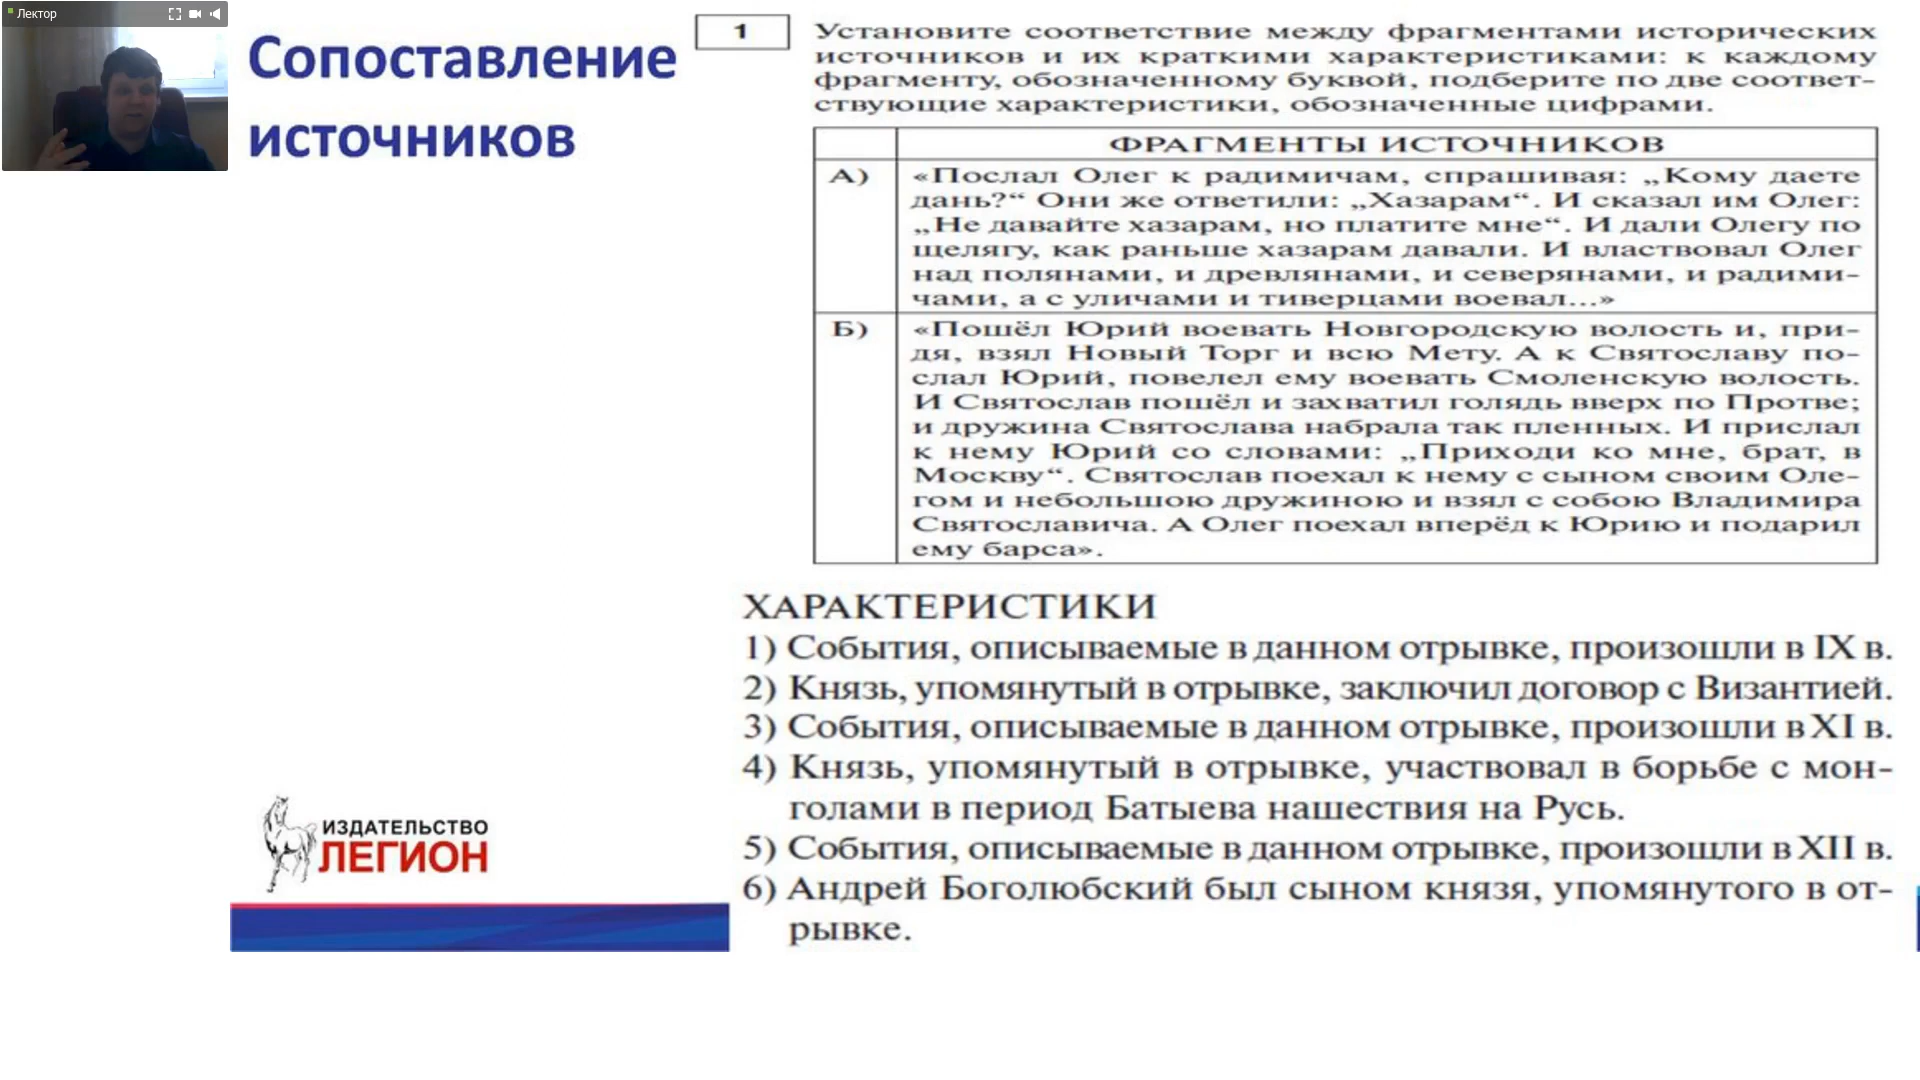 Лектор
Сопоставление
источников
1
Установите соответствие между фрагментами исторических
источников и их краткими характеристиками: к каждому
фрагменту, обозначенному буквой, подберите по две соответ-
ствующие характеристики, обозначенные цифрами.
ФРАГМЕНТЫ ИСТОЧНИКОВ
А) «Послал Олег к радимичам, спрашивая: „Кому даете
дань?“ Они же ответили: „Хазарам“. И сказал им Олег:
„Не давайте хазарам, но платите мне“. И дали Олегу по
щелягу, как раньше хазарам давали. И властвовал Олег
над полянами, и древлянами, и северянами, и радими-
чами, а с уличами и тиверцами воевал...»
Б) «Пошёл Юрий воевать Новгородскую волость и, при-
дя, взял Новый Торг и всю Мету. А к Святославу по-
слал Юрий, повелел ему воевать Смоленскую волость.
И Святослав пошёл и захватил голядь вверх по Протве;
и дружина Святослава набрала так пленных. И прислал
к нему Юрий со словами: „Приходи ко мне, брат, в
Москву“. Святослав поехал к нему с сыном своим Оле-
гом и небольшою дружиною и взял с собою Владимира
Святославича. А Олег поехал вперёд к Юрию и подарил
ему барса».
ХАРАКТЕРИСТИКИ
1) События, описываемые в данном отрывке, произошли в IX в.
2) Князь, упомянутый в отрывке, заключил договор с Византией.
3) События, описываемые в данном отрывке, произошли в XI в.
4) Князь, упомянутый в отрывке, участвовал в борьбе с мон-
голами в период Батыева нашествия на Русь.
5) События, описываемые в данном отрывке, произошли в XII в.
6) Андрей Боголюбский был сыном князя, упомянутого в от-
рывке.
ИЗДАТЕЛЬСТВО
ЛЕГИОН